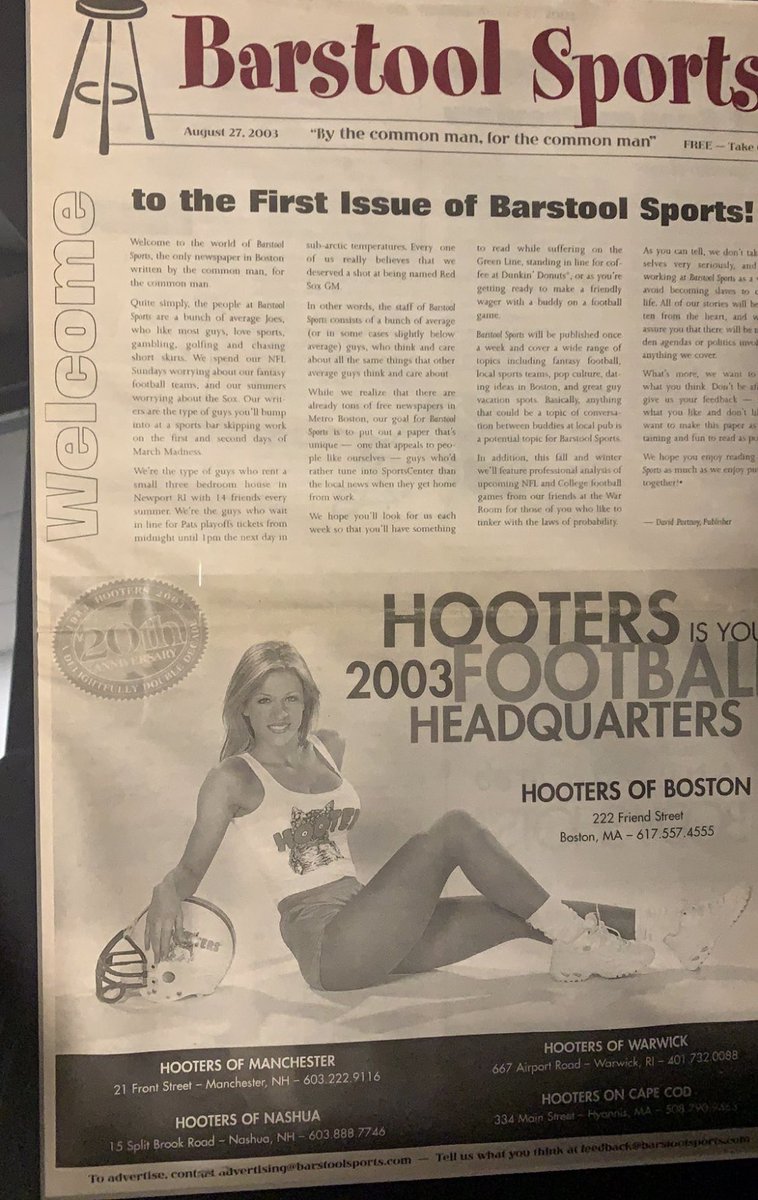 Barstool Sports
August 27, 2003 "By the common man, for the common man" FREE — Take
Welcome
to the First Issue of Barstool Sports!
Welcome to the world of Barstool
Sports, the only newspaper in Boston
written by the common man, for
the common man.
Quite simply, the people at Barstool
Sports are a bunch of average Joes,
who like most guys, love sports,
gambling, golfing and chasing
short skirts. We spend our NFL
Sundays worrying about our fantasy
football teams, and our summers
worrying about the Sox. Our writ-
ers are the type of guys you'll bump
into at a sports bar skipping work
on the first and second days of
March Madness.
We're the type of guys who rent a
small three bedroom house in
Newport RI with 14 friends every
summer. We're the guys who wait
in line for Pats playoffs tickets from
midnight until 1pm the next day in
sub-arctic temperatures. Every one
of us really believes that we
deserved a shot at being named Red
Sox GM.
In other words, the staff of Barstool
Sports consists of a bunch of average
(or in some cases slightly below
average) guys, who think and care
about all the same things that other
average guys think and care about.
While we realize that there are
already tons of free newspapers in
Metro Boston, our goal for Barstool
Sports is to put out a paper that's
unique — one that appeals to peo-
ple like ourselves — guys who'd
rather tune into SportsCenter than
the local news when they get home
from work.
We hope you'll look for us each
week so that you'll have something
to read while suffering on the
Green Line, standing in line for cof-
fee at Dunkin' Donuts®, or as you're
getting ready to make a friendly
wager with a buddy on a football
game.
Barstool Sports will be published once
a week and cover a wide range of
topics including fantasy football,
local sports teams, pop culture, dat-
ing ideas in Boston, and great guy
vacation spots. Basically, anything
that could be a topic of conversa-
tion between buddies at local pub is
a potential topic for Barstool Sports.
In addition, this fall and winter
we'll feature professional analysis of
upcoming NFL and College football
games from our friends at the War
Room for those of you who like to
tinker with the laws of probability.
As you can tell, we don't tak
selves very seriously, and
working at Barstool Sports as a
avoid becoming slaves to
life. All of our stories will be
ten from the heart, and w
assure you that there will be
den agendas or politics invol
anything we cover.
What's more, we want to
what you think. Don't be af
give us your feedback —
what you like and don't l
want to make this paper as
taining and fun to read as po
We hope you enjoy reading
Sports as much as we enjoy pu
together!•
— David Portnoy, Publisher
HOOTERS 2003
20th
ANNIVERSARY
A DELIGHTFULLY DOUBLE DECADE
HOOTERS IS YOU
2003 FOOTBAL
HEADQUARTERS
HOOTERS
HOOTERS OF BOSTON
222 Friend Street
Boston, MA – 617.557.4555
HOOTERS OF MANCHESTER
21 Front Street – Manchester, NH – 603.222.9116
HOOTERS OF NASHUA
15 Split Brook Road – Nashua, NH – 603.888.7746
HOOTERS OF WARWICK
667 Airport Road – Warwick, RI – 401.732.0088
HOOTERS ON CAPE COD
334 Main Street – Hyannis, MA –
To advertise, contact advertising@barstoolsports.com — Tell us what you think at feedback@barstoolsports.com